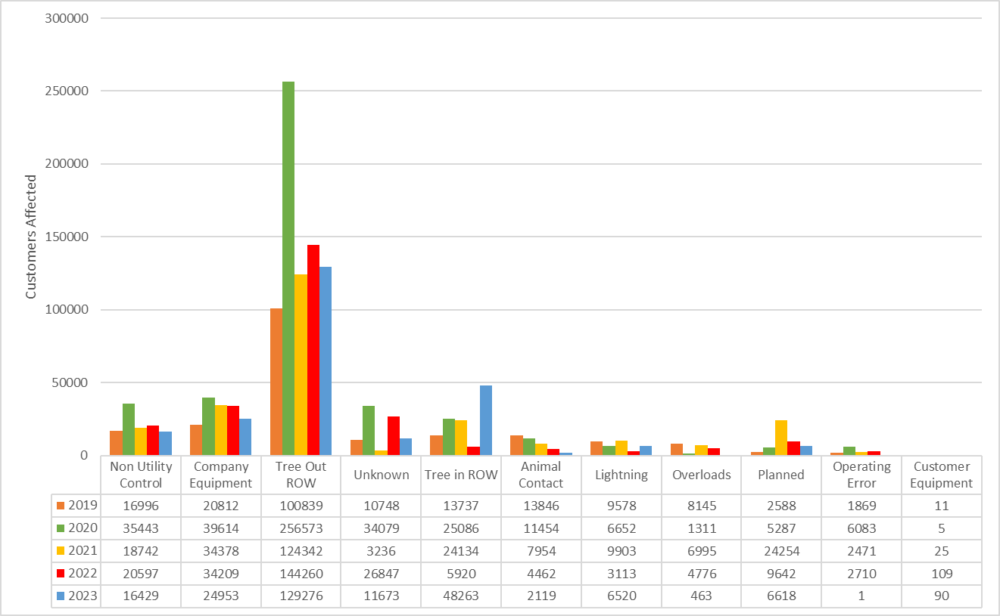 300000
250000
200000
150000
100000
50000
0
Customers Affected
Non Utility Control Company Equipment Tree Out ROW Unknown Tree in ROW Animal Contact Lightning Overloads Planned Operating Error Customer Equipment
2019 16996 20812 100839 10748 13737 13846 9578 8145 2588 1869 11
2020 35443 39614 256573 34079 25086 11454 6652 1311 5287 6083 5
2021 18742 34378 124342 3236 24134 7954 9903 6995 24254 2471 25
2022 20597 34209 144260 26847 5920 4462 3113 4776 9642 2710 109
2023 16429 24953 129276 11673 48263 2119 6520 463 6618 1 90